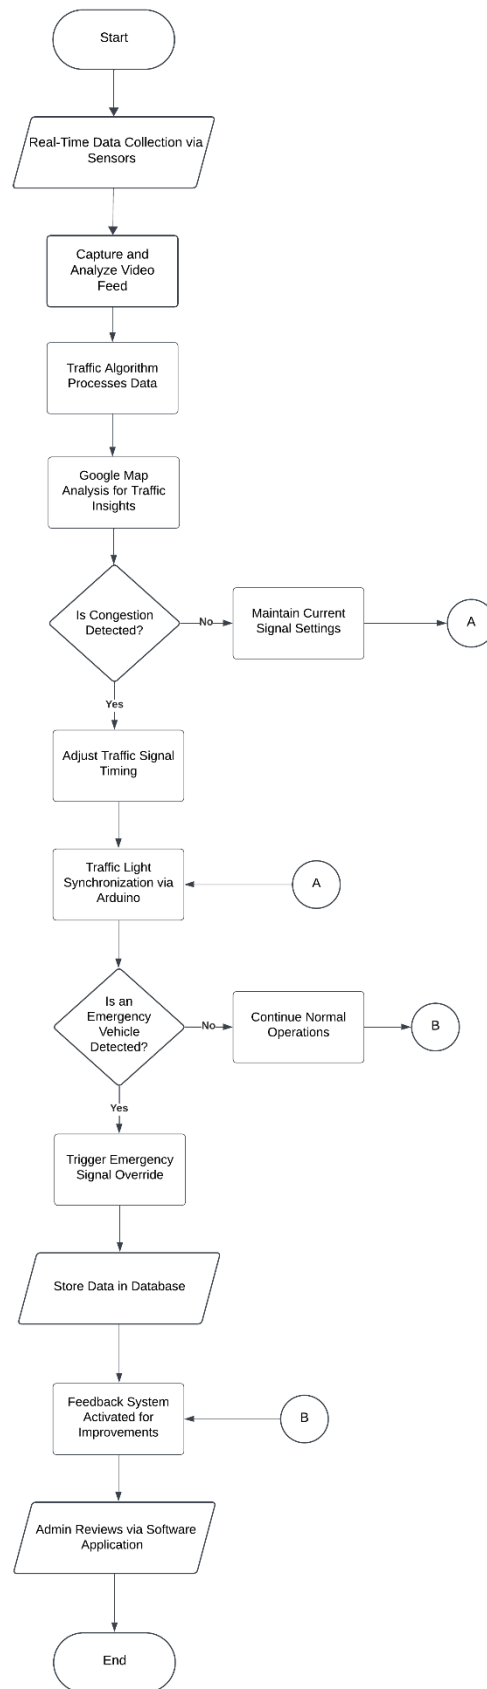 Start
Real-Time Data Collection via
Sensors
Capture and
Analyze Video
Feed
Traffic Algorithm
Processes Data
Google Map
Analysis for Traffic
Insights
Is Congestion
Detected?
No
Maintain Current
Signal Settings
A
Yes
Adjust Traffic Signal
Timing
Traffic Light
Synchronization via
Arduino
A
Is an
Emergency
Vehicle
Detected?
No
Continue Normal
Operations
B
Yes
Trigger Emergency
Signal Override
Store Data in Database
Feedback System
Activated for
Improvements
B
Admin Reviews via Software
Application
End